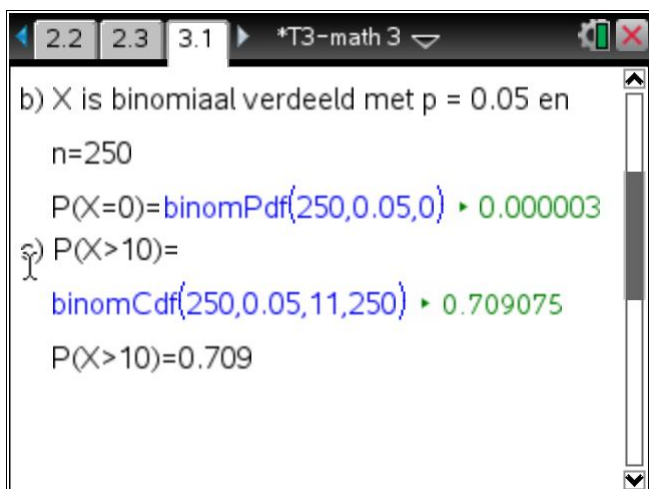 2.2 2.3 3.1 *T3-math 3
b) X is binomiaal verdeeld met p = 0.05 en
n=250
P(X=0)=binomPdf(250,0.05,0) ▸ 0.000003
c) P(X>10)=
binomCdf(250,0.05,11,250) ▸ 0.709075
P(X>10)=0.709